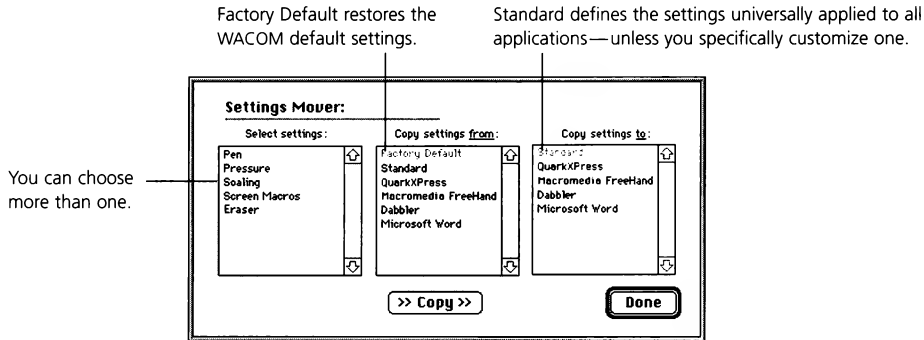 Factory Default restores the
WACOM default settings.
Standard defines the settings universally applied to all
applications—unless you specifically customize one.
You can choose
more than one.
Settings Mover:
Select settings:
Pen
Pressure
Scaling
Screen Macros
Eraser
Copy settings from:
Factory Default
Standard
QuarkXPress
Macromedia FreeHand
Dabbler
Microsoft Word
Copy settings to:
Standard
QuarkXPress
Macromedia FreeHand
Dabbler
Microsoft Word
>> Copy >>
Done